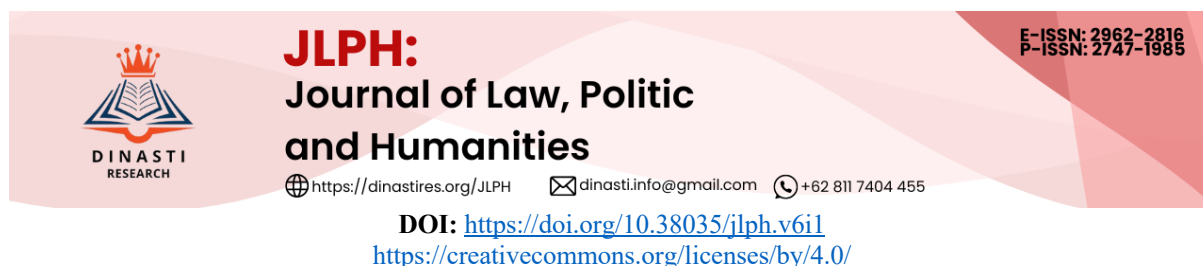 E-ISSN: 2962-2816
P-ISSN: 2747-1985
JLPH:
Journal of Law, Politic
and Humanities
DINASTI
RESEARCH
https://dinastires.org/JLPH dinasti.info@gmail.com +62 811 7404 455
DOI: https://doi.org/10.38035/jlph.v6i1
https://creativecommons.org/licenses/by/4.0/